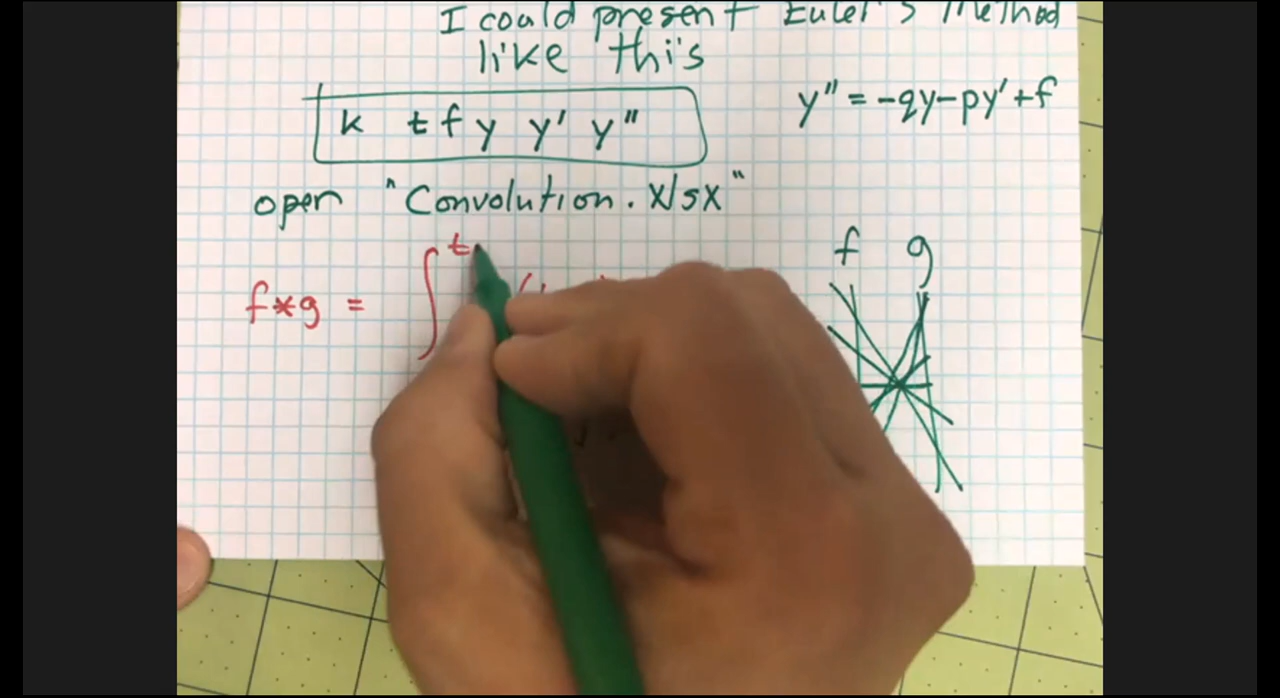 I could present Euler's Method
like this
k t f y y' y"
y" = -qy-py'+f
open "Convolution.xlsx"
f g
f*g = ∫ t